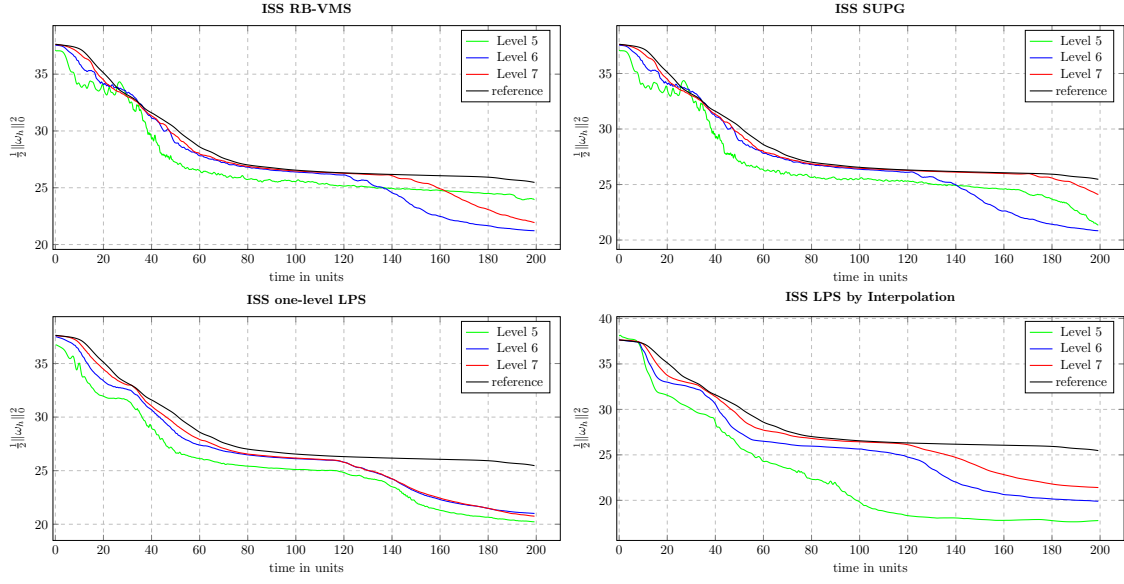 ISS RB-VMS
35
30
25
20
0 20 40 60 80 100 120 140 160 180 200
time in units
½‖ω_h‖₀²
Level 5
Level 6
Level 7
reference
ISS SUPG
35
30
25
20
0 20 40 60 80 100 120 140 160 180 200
time in units
½‖ω_h‖₀²
Level 5
Level 6
Level 7
reference
ISS one-level LPS
35
30
25
20
0 20 40 60 80 100 120 140 160 180 200
time in units
½‖ω_h‖₀²
Level 5
Level 6
Level 7
reference
ISS LPS by Interpolation
40
35
30
25
20
0 20 40 60 80 100 120 140 160 180 200
time in units
½‖ω_h‖₀²
Level 5
Level 6
Level 7
reference